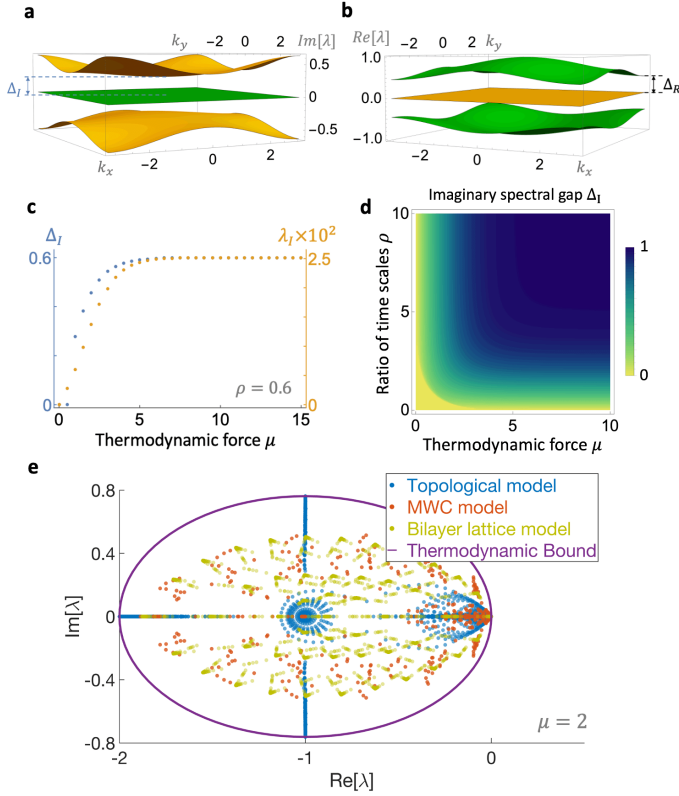 a
k_y
−2 0 2
Im[λ]
0.5
0
−0.5
Δ_I
−2
0
2
k_x
b
Re[λ]
−2 0 2
k_y
1.0
0.0
−1.0
Δ_R
−2
0
2
k_x
c
Δ_I
λ_I×10²
0.6
2.5
ρ = 0.6
0
0
0 5 10 15
Thermodynamic force μ
d
Imaginary spectral gap Δ_I
Ratio of time scales ρ
10
5
0
0 5 10
Thermodynamic force μ
1
0
e
Topological model
MWC model
Bilayer lattice model
Thermodynamic Bound
Im[λ]
0.8
0.4
0
-0.4
-0.8
μ = 2
-2 -1 0
Re[λ]